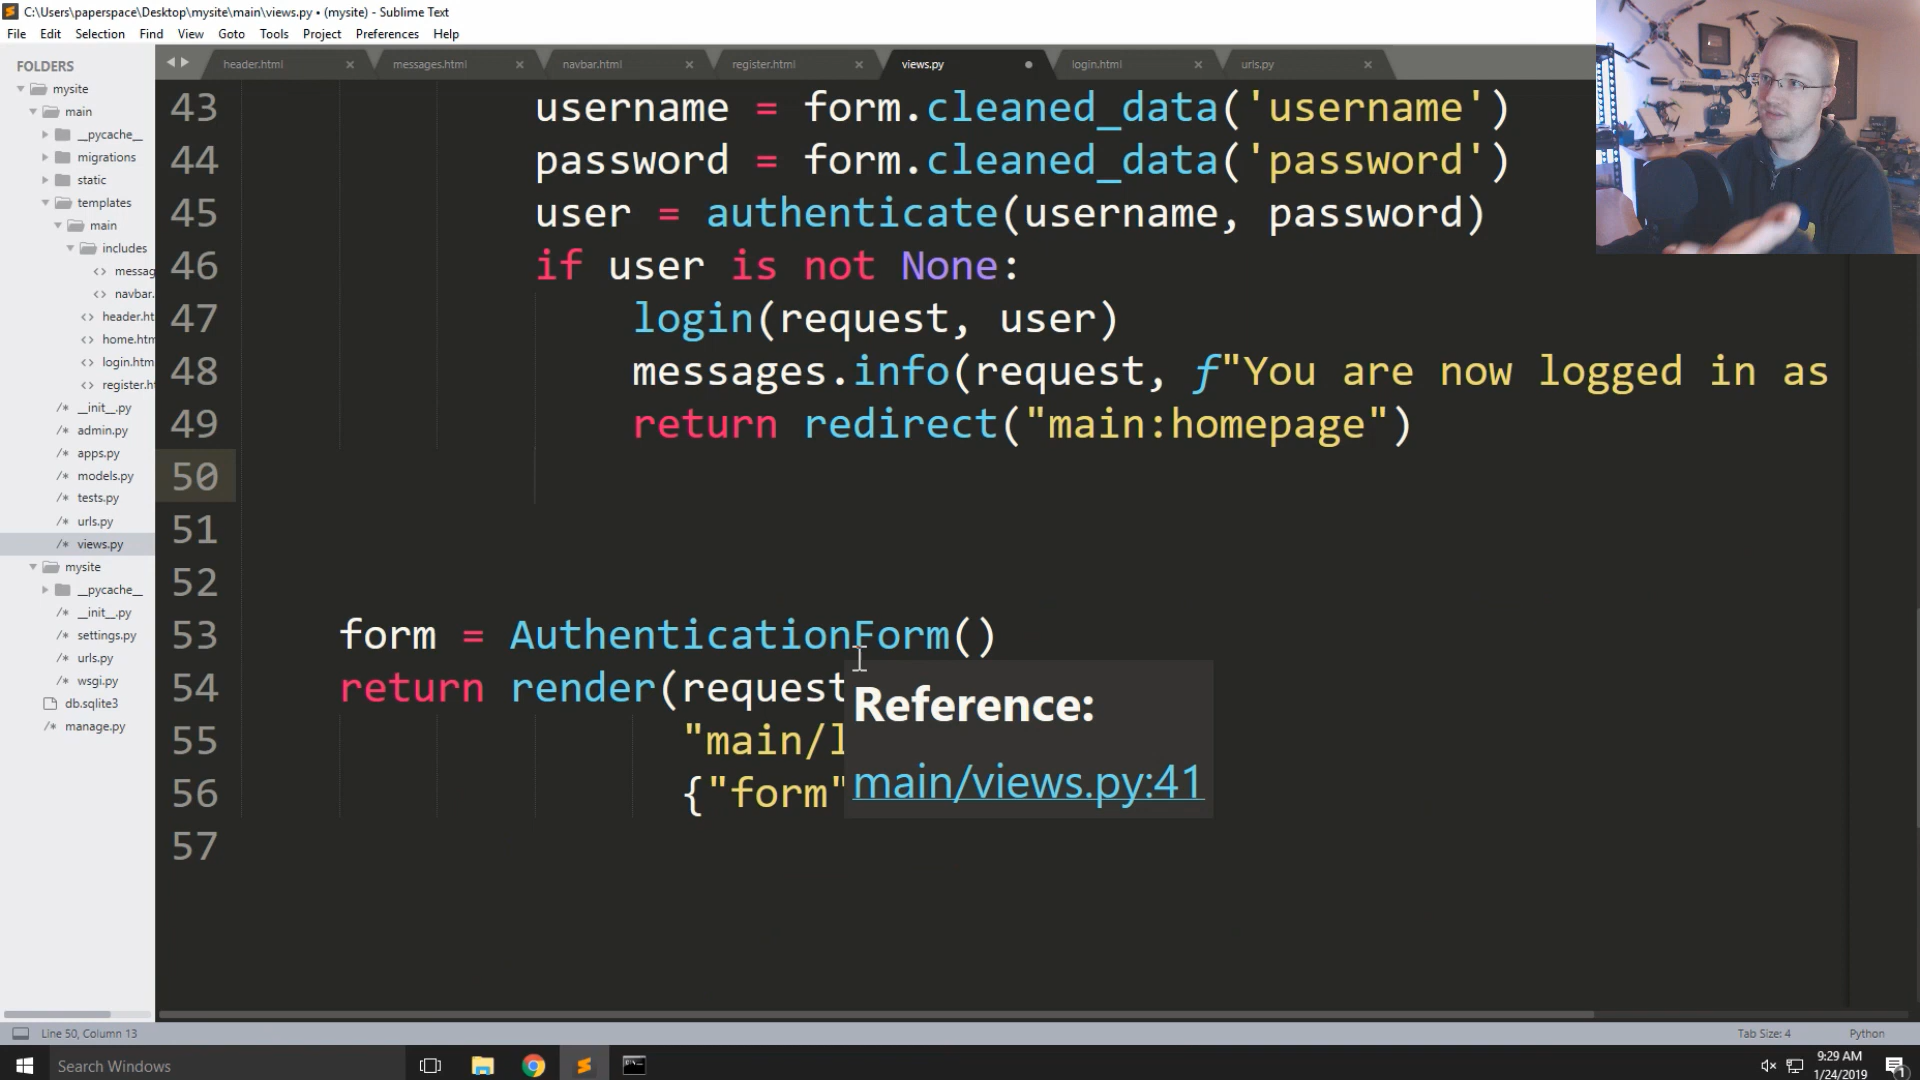 C:\Users\paperspace\Desktop\mysite\main\views.py • (mysite) - Sublime Text
File Edit Selection Find View Goto Tools Project Preferences Help
FOLDERS
mysite
main
__pycache__
migrations
static
templates
main
includes
messag
navbar.
header.ht
home.htm
login.htm
register.h
__init__.py
admin.py
apps.py
models.py
tests.py
urls.py
views.py
mysite
__pycache__
__init__.py
settings.py
urls.py
wsgi.py
db.sqlite3
manage.py
header.html messages.html navbar.html register.html views.py login.html urls.py
43 username = form.cleaned_data('username')
44 password = form.cleaned_data('password')
45 user = authenticate(username, password)
46 if user is not None:
47 login(request, user)
48 messages.info(request, f"You are now logged in as
49 return redirect("main:homepage")
50
51
52
53 form = AuthenticationForm()
54 return render(request
55 "main/l
56 {"form"
57
Reference:
main/views.py:41
Line 50, Column 13
Tab Size: 4
Python
Search Windows
9:29 AM
1/24/2019
1